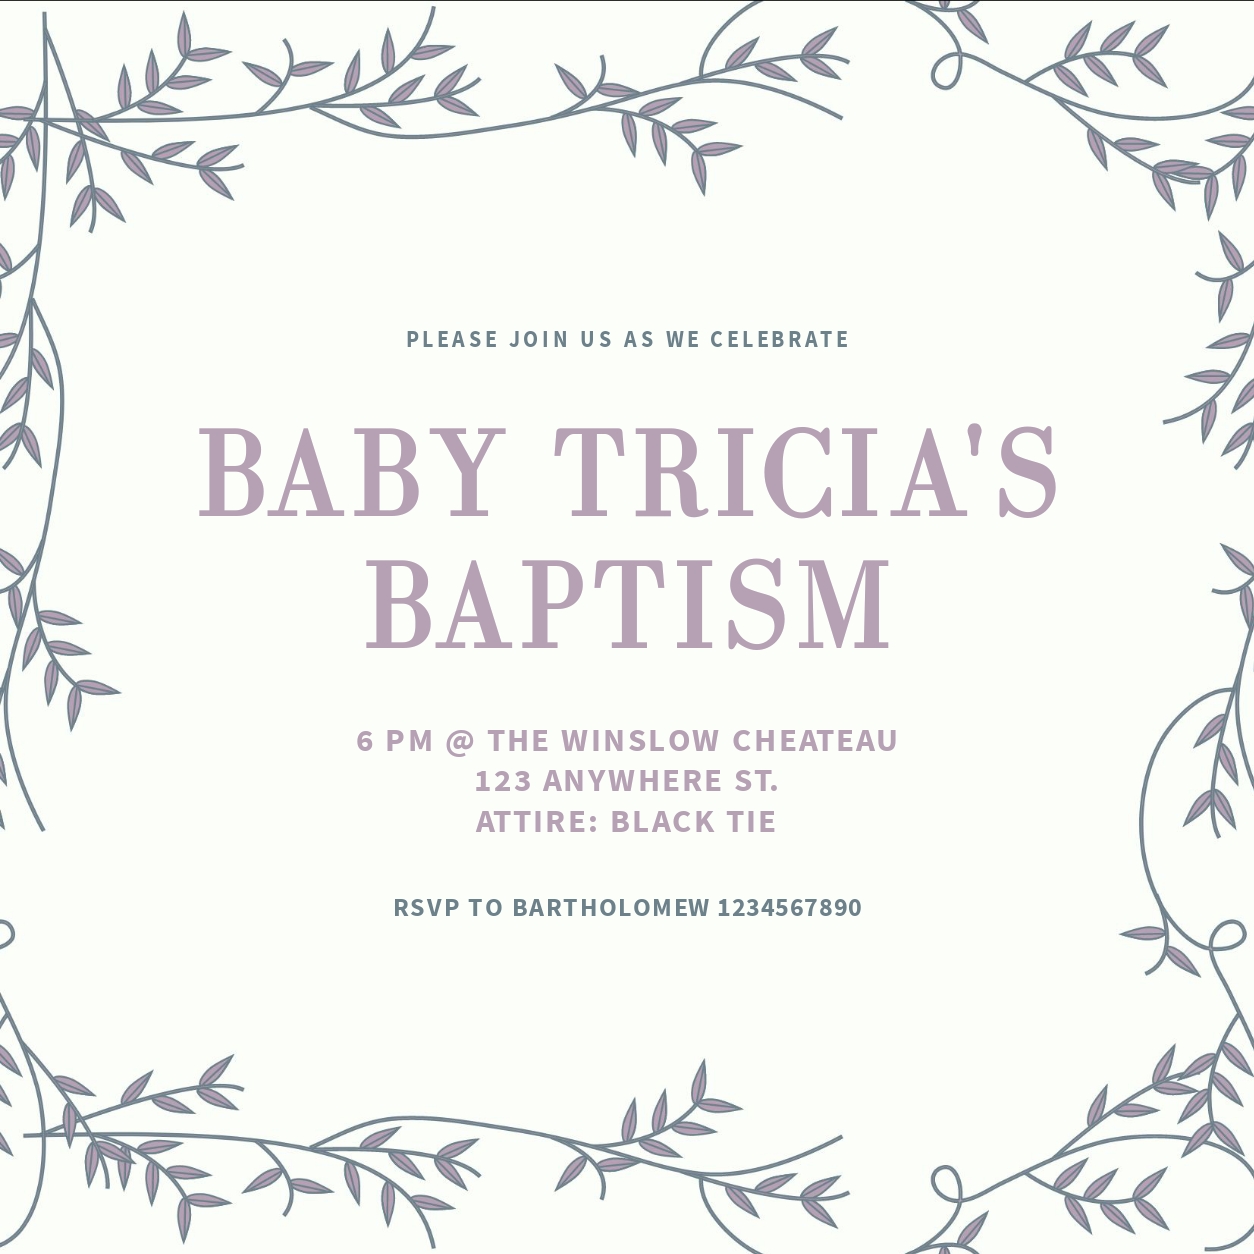 PLEASE JOIN US AS WE CELEBRATE
BABY TRICIA'S
BAPTISM
6 PM @ THE WINSLOW CHEATEAU
123 ANYWHERE ST.
ATTIRE: BLACK TIE
RSVP TO BARTHOLOMEW 1234567890